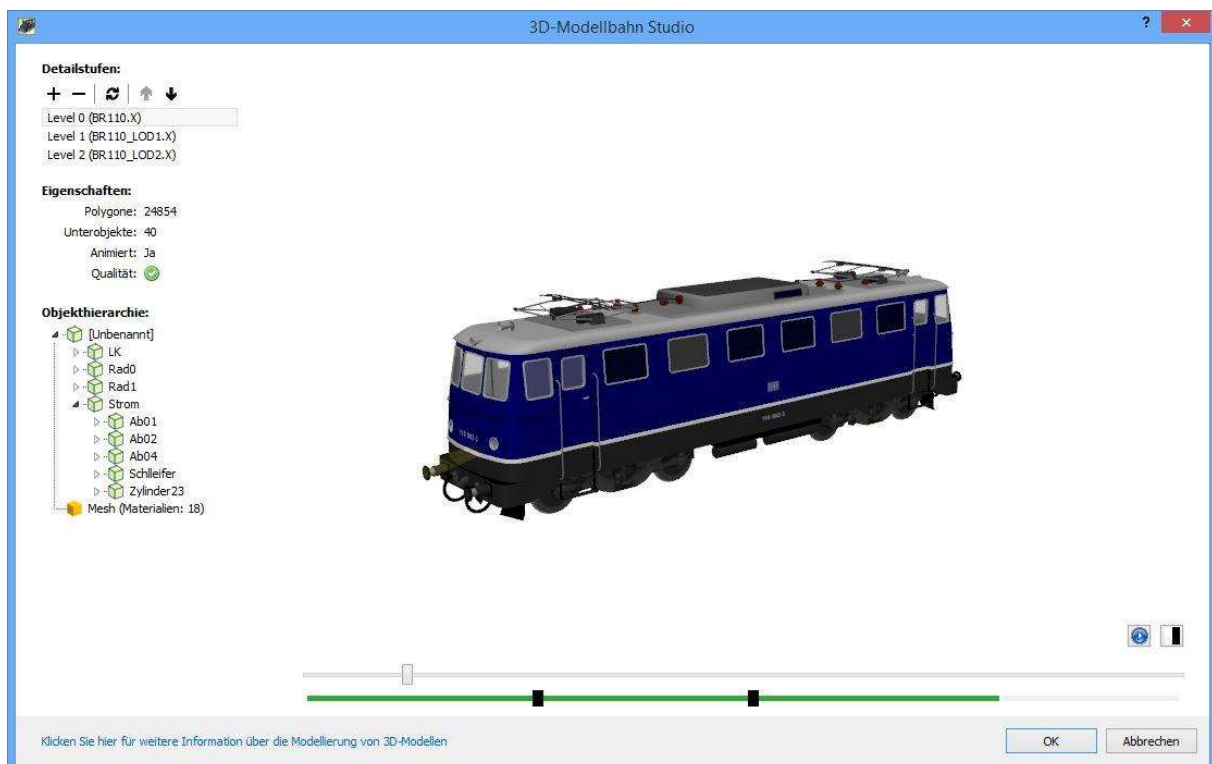 3D-Modellbahn Studio
?
Detailstufen:
Level 0 (BR110.X)
Level 1 (BR110_LOD1.X)
Level 2 (BR110_LOD2.X)
Eigenschaften:
Polygone: 24854
Unterobjekte: 40
Animiert: Ja
Qualität:
Objekthierarchie:
[Unbenannt]
LK
Rad0
Rad1
Strom
Ab01
Ab02
Ab04
Schlleifer
Zylinder23
Mesh (Materialien: 18)
Klicken Sie hier für weitere Information über die Modellierung von 3D-Modellen
OK
Abbrechen